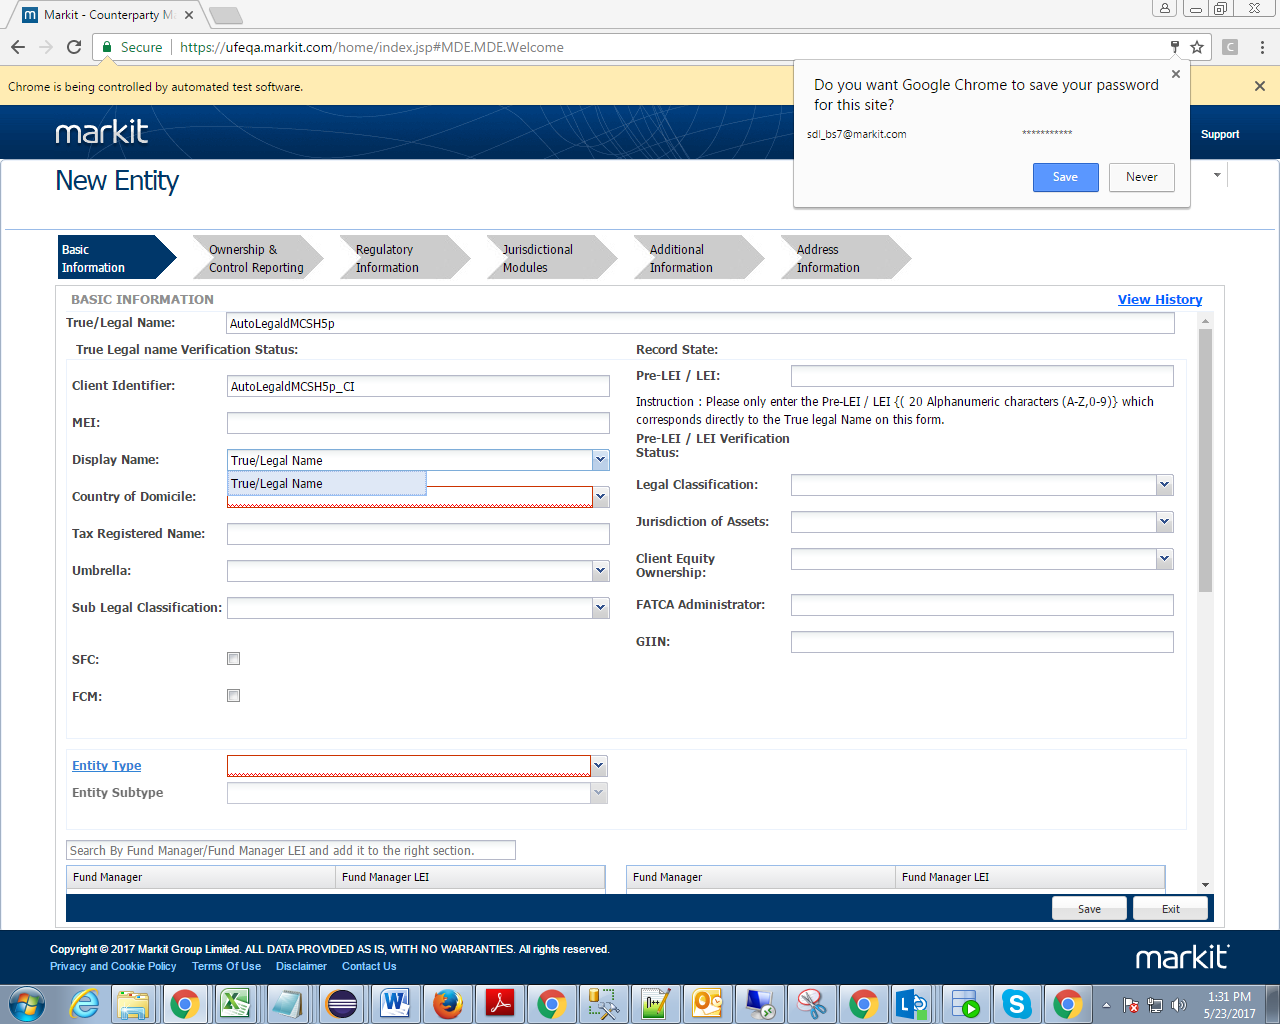 Markit - Counterparty Ma
Secure
https://ufeqa.markit.com/home/index.jsp#MDE.MDE.Welcome
Chrome is being controlled by automated test software.
Do you want Google Chrome to save your password
for this site?
sdl_bs7@markit.com ***********
Save Never
markit
Support
New Entity
Basic
Information
Ownership &
Control Reporting
Regulatory
Information
Jurisdictional
Modules
Additional
Information
Address
Information
BASIC INFORMATION
View History
True/Legal Name: AutoLegaldMCSH5p
True Legal name Verification Status:
Record State:
Client Identifier: AutoLegaldMCSH5p_CI
Pre-LEI / LEI:
Instruction : Please only enter the Pre-LEI / LEI {( 20 Alphanumeric characters (A-Z,0-9)} which
corresponds directly to the True legal Name on this form.
MEI:
Pre-LEI / LEI Verification
Status:
Display Name: True/Legal Name
True/Legal Name
Country of Domicile:
Legal Classification:
Tax Registered Name:
Jurisdiction of Assets:
Umbrella:
Client Equity
Ownership:
Sub Legal Classification:
FATCA Administrator:
GIIN:
SFC:
FCM:
Entity Type
Entity Subtype
Search By Fund Manager/Fund Manager LEI and add it to the right section.
Fund Manager Fund Manager LEI Fund Manager Fund Manager LEI
Save Exit
Copyright © 2017 Markit Group Limited. ALL DATA PROVIDED AS IS, WITH NO WARRANTIES. All rights reserved.
Privacy and Cookie Policy Terms Of Use Disclaimer Contact Us
markit
1:31 PM
5/23/2017